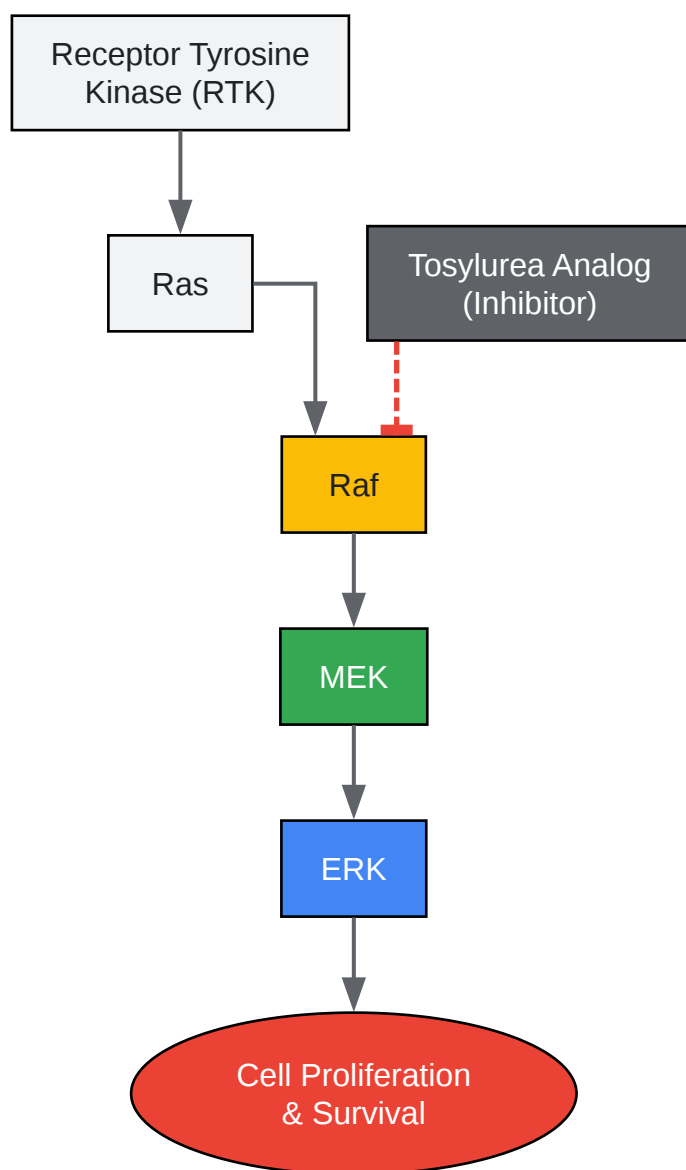 Receptor Tyrosine
Kinase (RTK)
Ras
Tosylurea Analog
(Inhibitor)
Raf
MEK
ERK
Cell Proliferation
& Survival